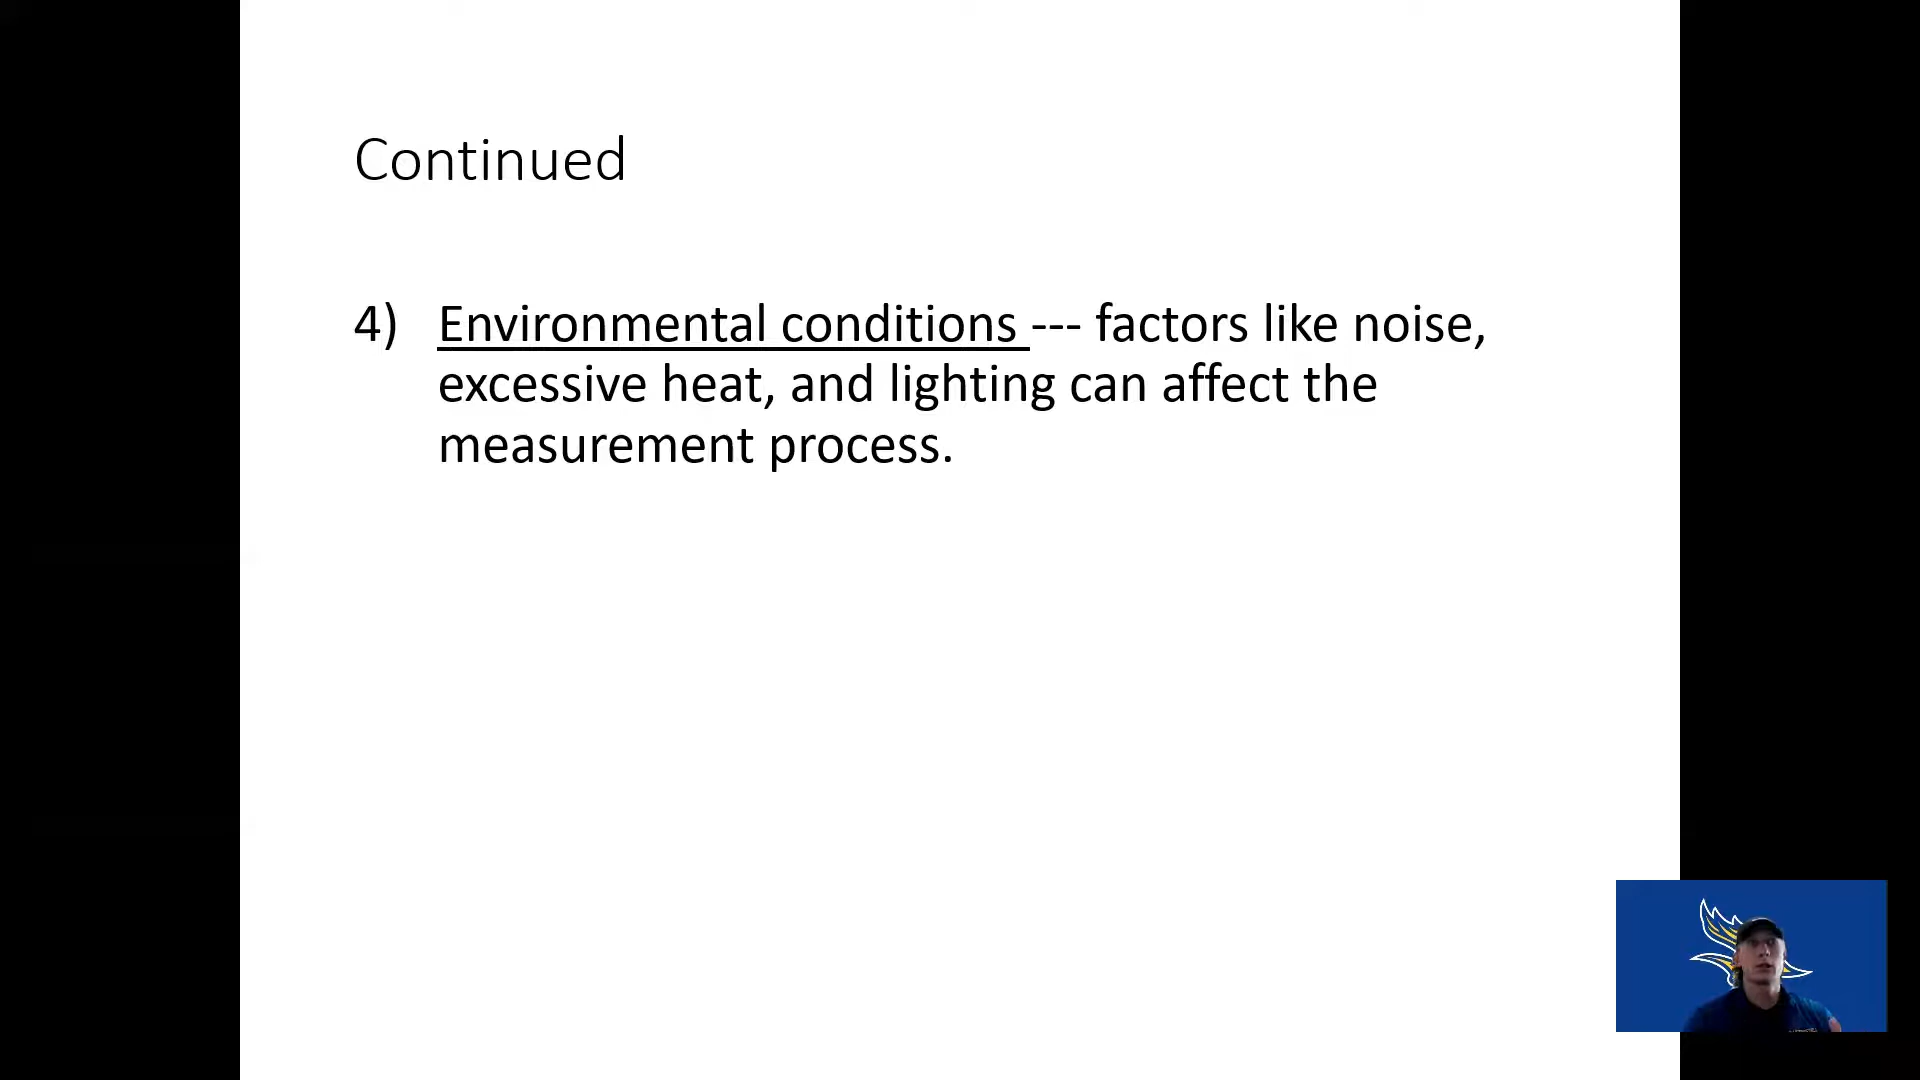 Continued
4) Environmental conditions --- factors like noise,
excessive heat, and lighting can affect the
measurement process.